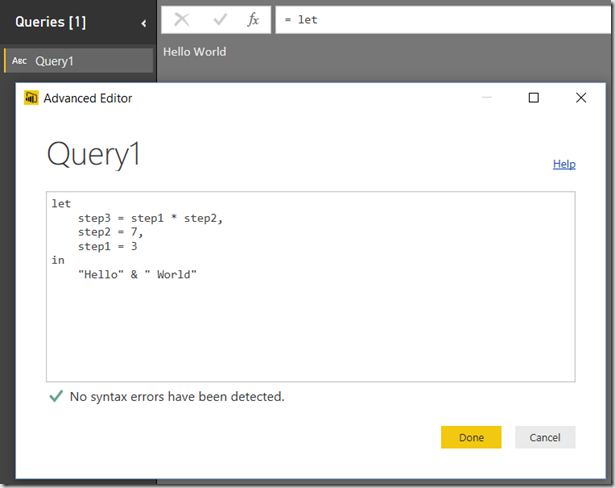 Queries [1]
= let
ABC Query1
Hello World
Advanced Editor
Query1
Help
let
    step3 = step1 * step2,
    step2 = 7,
    step1 = 3
in
    "Hello" & " World"
No syntax errors have been detected.
Done
Cancel